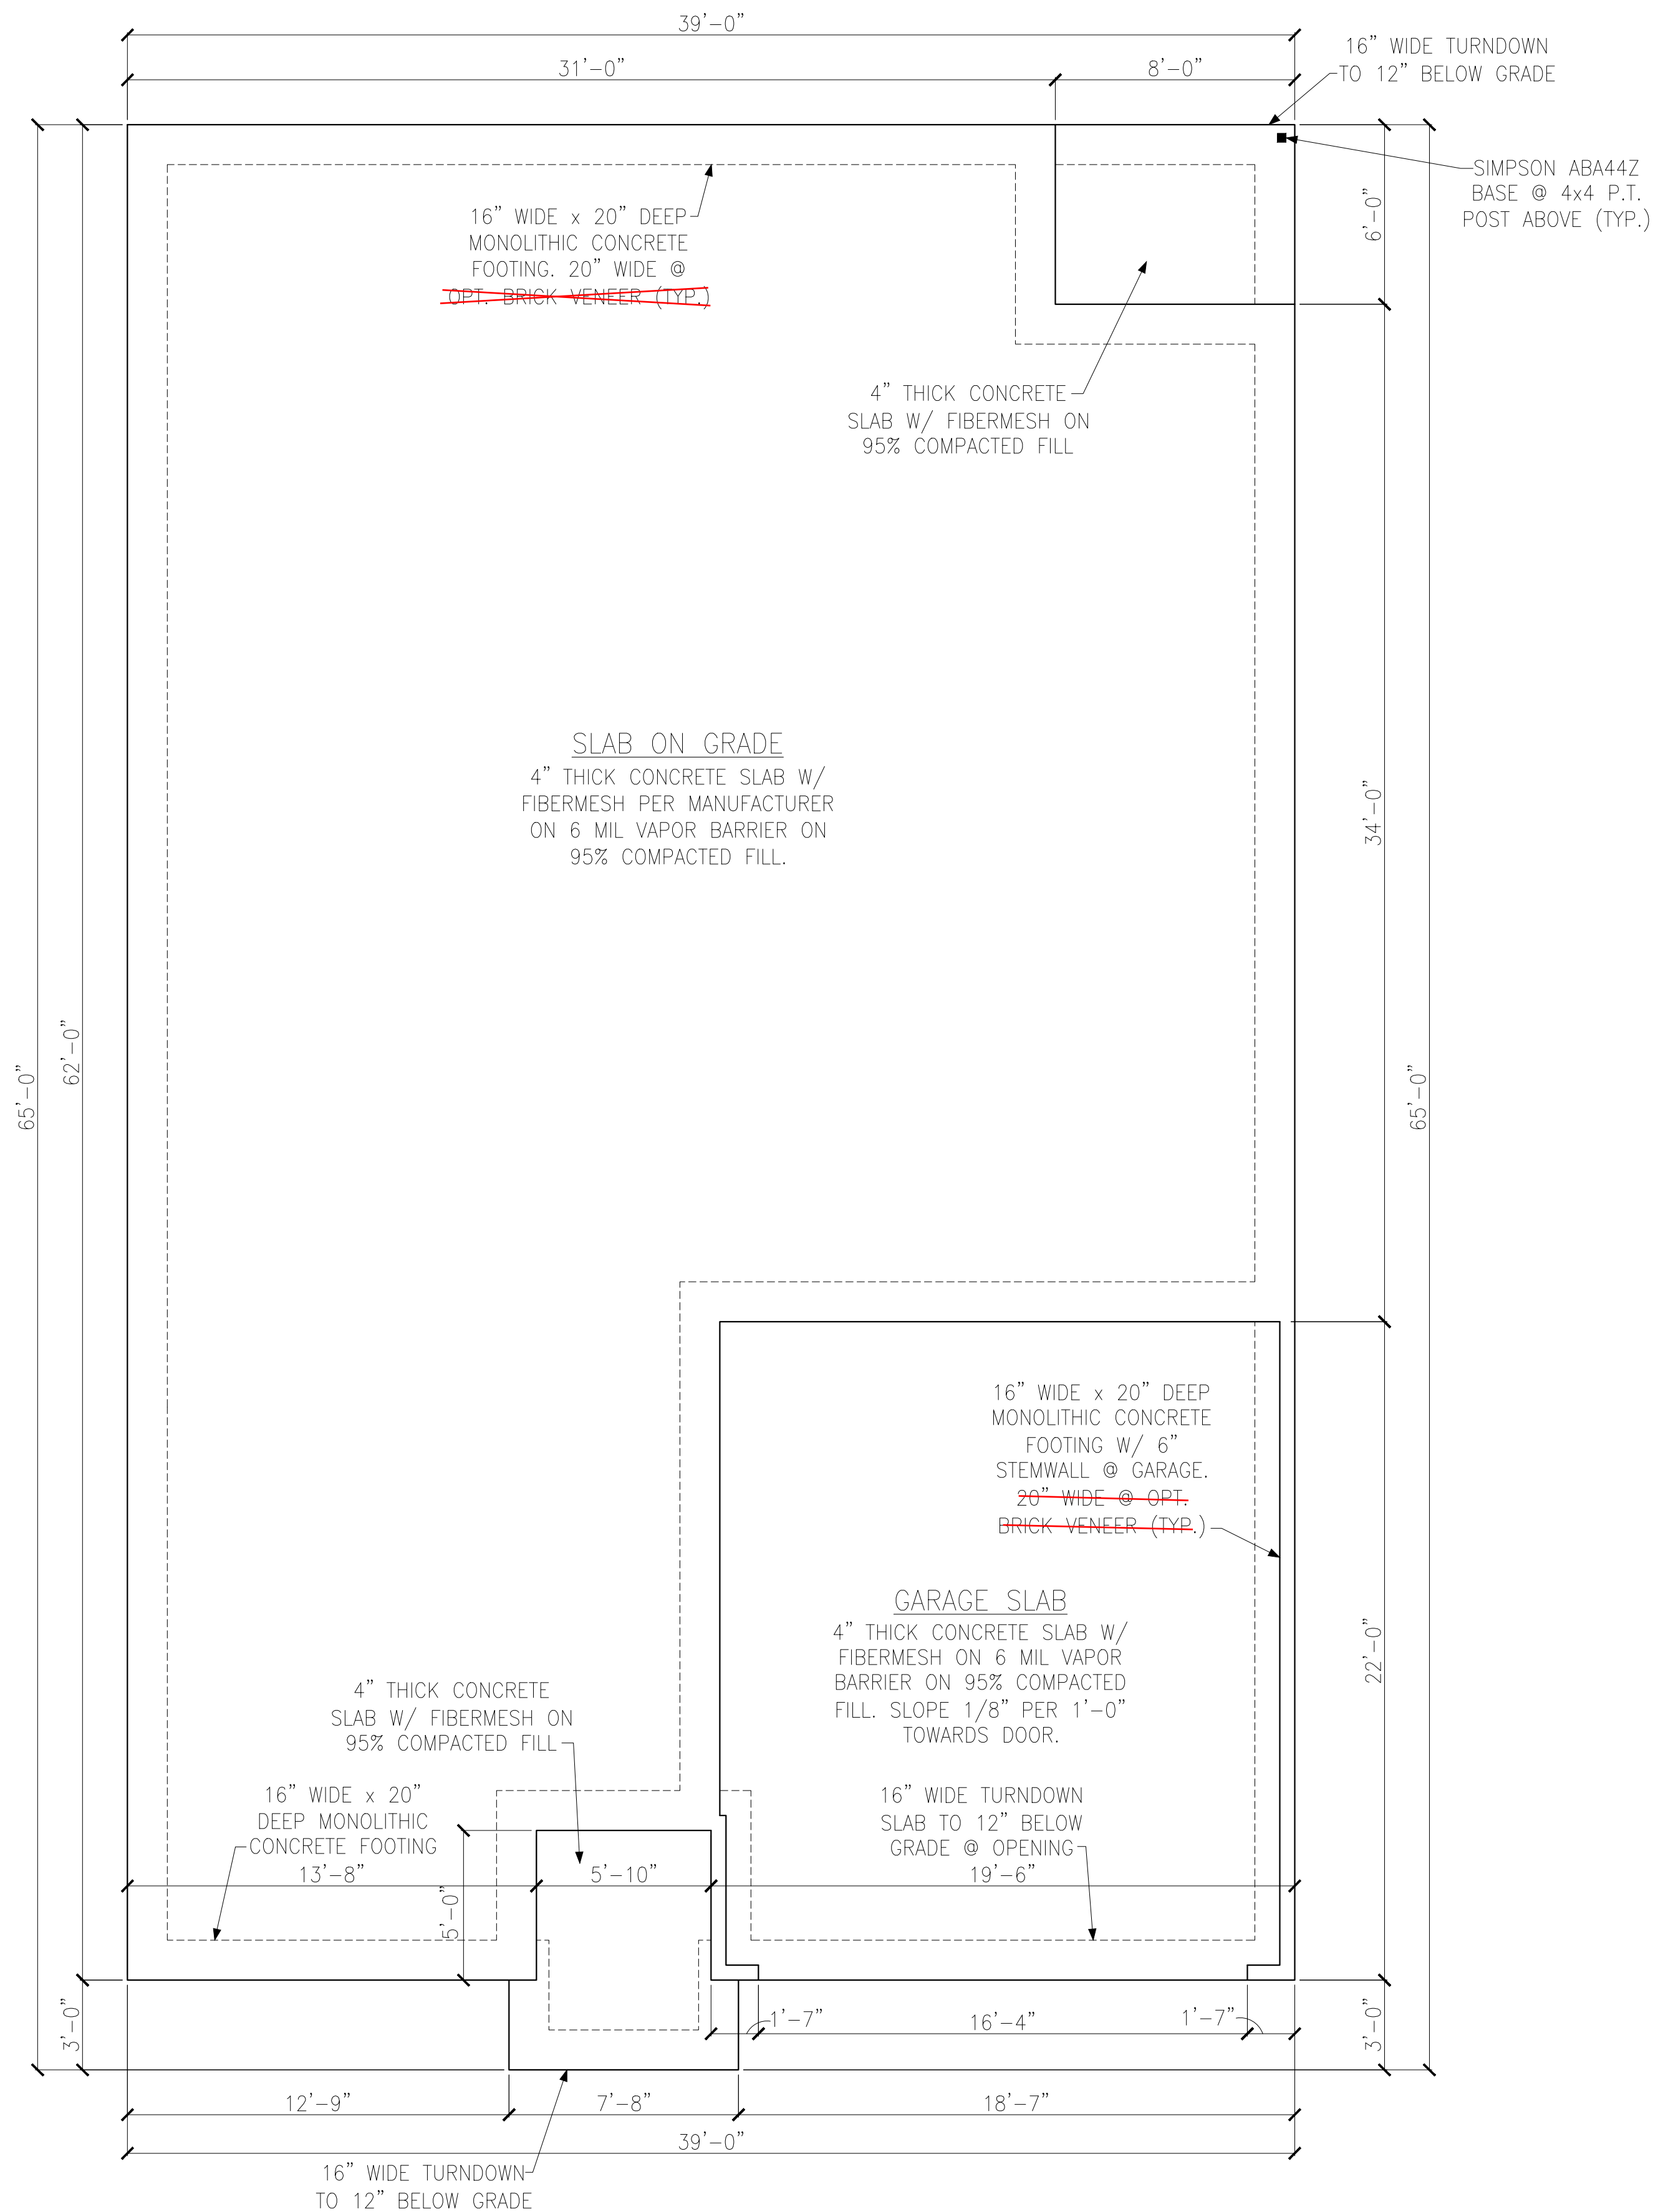 39'-0"
31'-0"
8'-0"
16" WIDE TURNDOWN
TO 12" BELOW GRADE
SIMPSON ABA44Z
BASE @ 4x4 P.T.
POST ABOVE (TYP.)
16" WIDE x 20" DEEP
MONOLITHIC CONCRETE
FOOTING. 20" WIDE @
OPT. BRICK VENEER (TYP.)
6'-0"
4" THICK CONCRETE
SLAB W/ FIBERMESH ON
95% COMPACTED FILL
SLAB ON GRADE
4" THICK CONCRETE SLAB W/
FIBERMESH PER MANUFACTURER
ON 6 MIL VAPOR BARRIER ON
95% COMPACTED FILL.
34'-0"
65'-0"
62'-0"
65'-0"
16" WIDE x 20" DEEP
MONOLITHIC CONCRETE
FOOTING W/ 6"
STEMWALL @ GARAGE.
20" WIDE @ OPT.
BRICK VENEER (TYP.)
GARAGE SLAB
4" THICK CONCRETE SLAB W/
FIBERMESH ON 6 MIL VAPOR
BARRIER ON 95% COMPACTED
FILL. SLOPE 1/8" PER 1'-0"
TOWARDS DOOR.
22'-0"
4" THICK CONCRETE
SLAB W/ FIBERMESH ON
95% COMPACTED FILL
16" WIDE x 20"
DEEP MONOLITHIC
CONCRETE FOOTING
16" WIDE TURNDOWN
SLAB TO 12" BELOW
GRADE @ OPENING
13'-8"
5'-10"
19'-6"
5'-0"
3'-0"
1'-7"
16'-4"
1'-7"
3'-0"
12'-9"
7'-8"
18'-7"
39'-0"
16" WIDE TURNDOWN
TO 12" BELOW GRADE